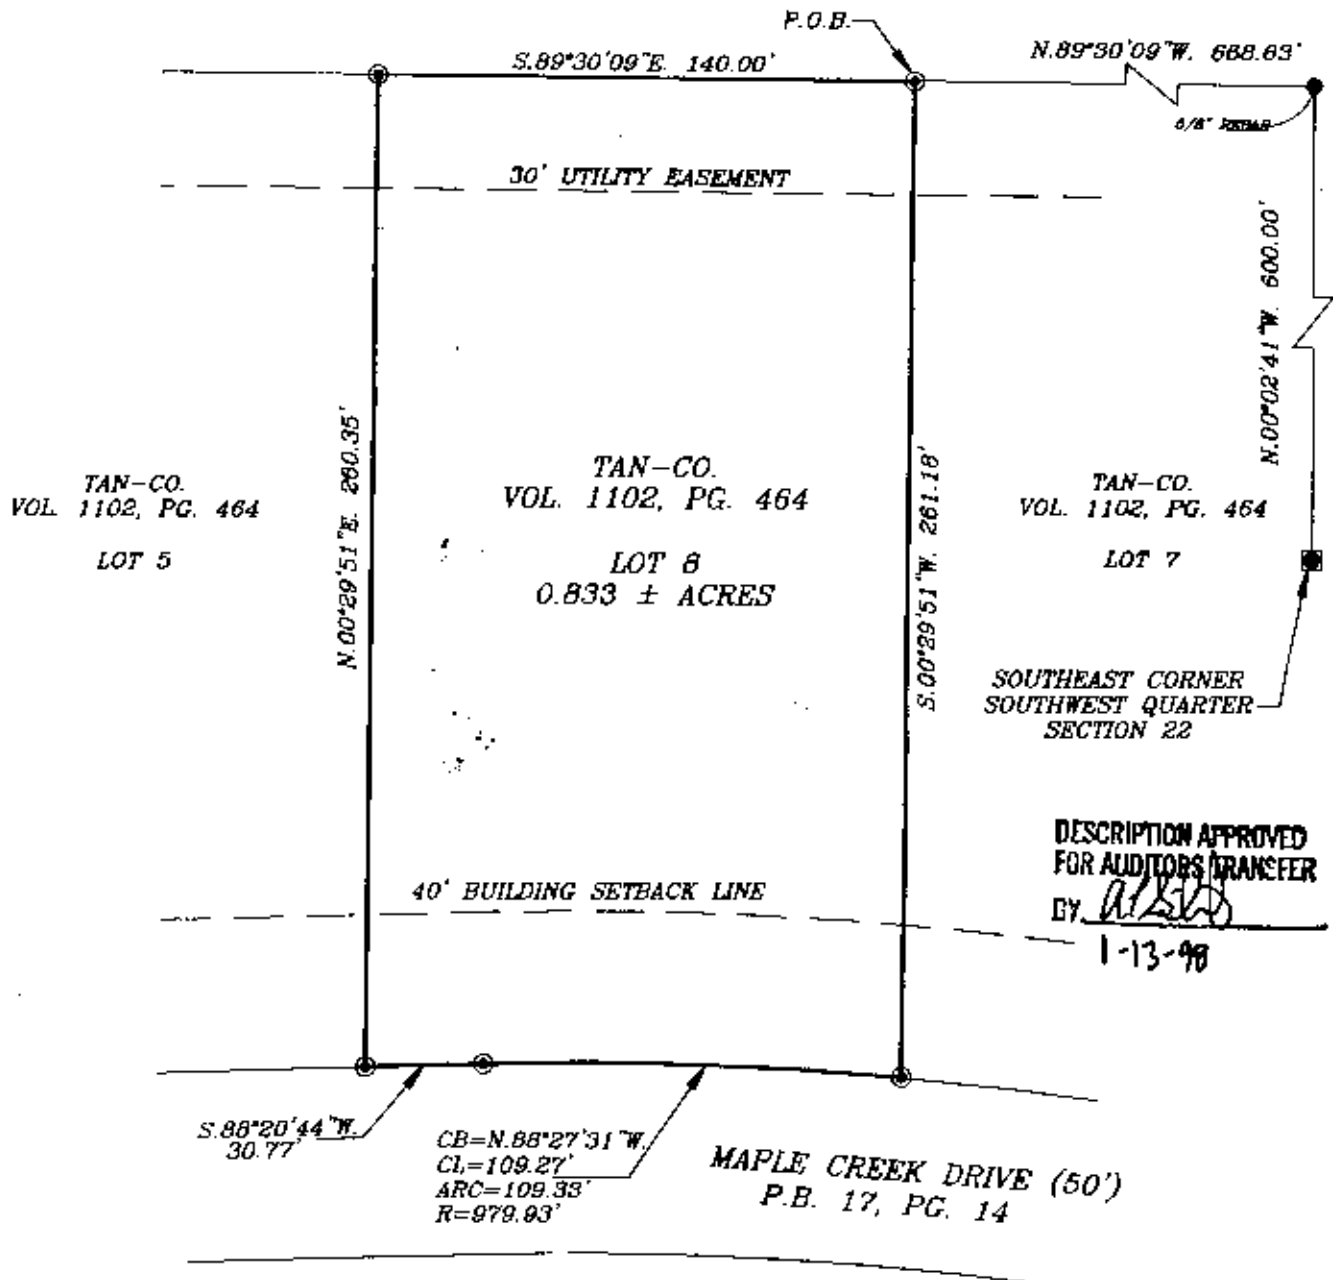 P.O.B.
S.89°30'09"E. 140.00'
N.89°30'09"W. 668.63'
5/8" REBAR
30' UTILITY EASEMENT
N.00°02'41"W. 600.00'
N.00°29'51"E. 260.35'
S.00°29'51"W. 261.18'
TAN-CO.
VOL. 1102, PG. 464
LOT 5
TAN-CO.
VOL. 1102, PG. 464
LOT 6
0.833 ± ACRES
TAN-CO.
VOL. 1102, PG. 464
LOT 7
SOUTHEAST CORNER
SOUTHWEST QUARTER
SECTION 22
DESCRIPTION APPROVED
FOR AUDITORS TRANSFER
BY
1-13-98
40' BUILDING SETBACK LINE
S.88°20'44"W.
30.77'
CB=N.88°27'31"W.
CL=109.27'
ARC=109.33'
R=979.93'
MAPLE CREEK DRIVE (50')
P.B. 17, PG. 14